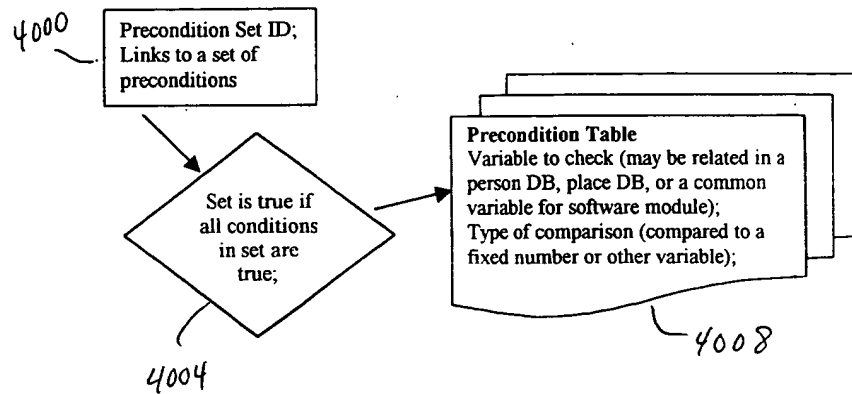 4000
Precondition Set ID;
Links to a set of
preconditions
Set is true if
all conditions
in set are
true;
4004
Precondition Table
Variable to check (may be related in a
person DB, place DB, or a common
variable for software module);
Type of comparison (compared to a
fixed number or other variable);
4008